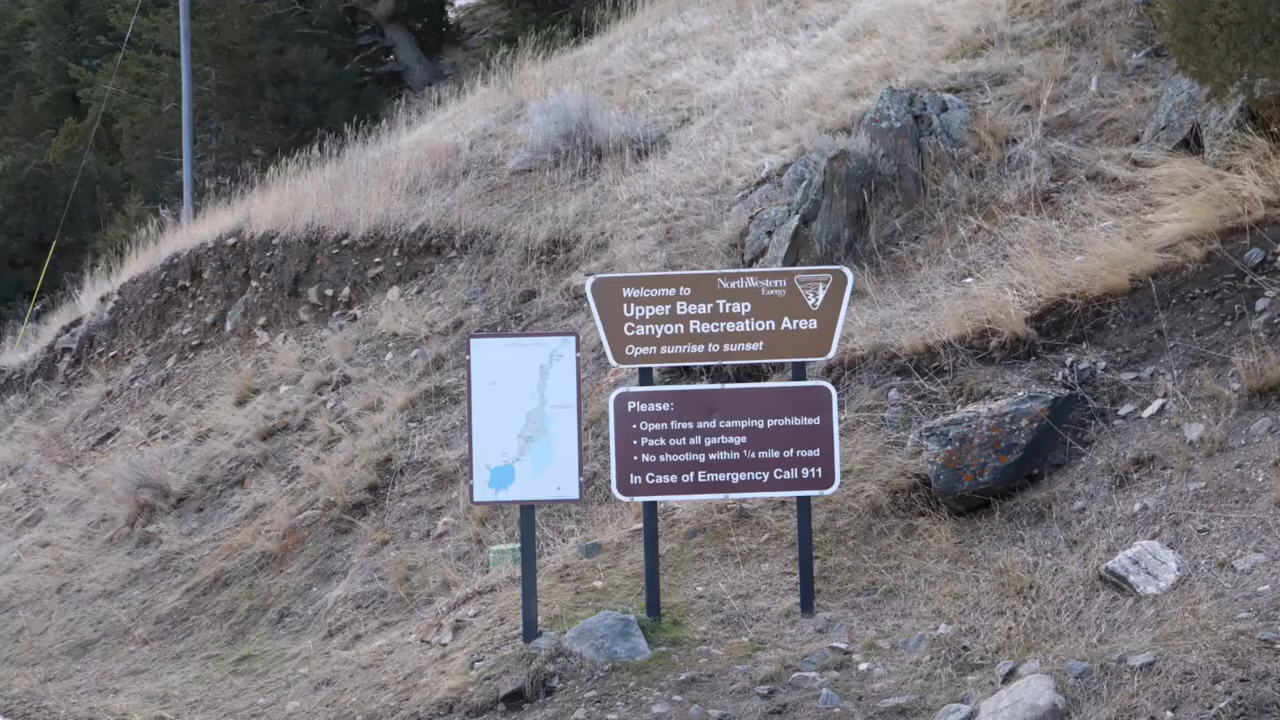 Welcome to
NorthWestern
Energy
Upper Bear Trap
Canyon Recreation Area
Open sunrise to sunset
Please:
• Open fires and camping prohibited
• Pack out all garbage
• No shooting within 1/4 mile of road
In Case of Emergency Call 911